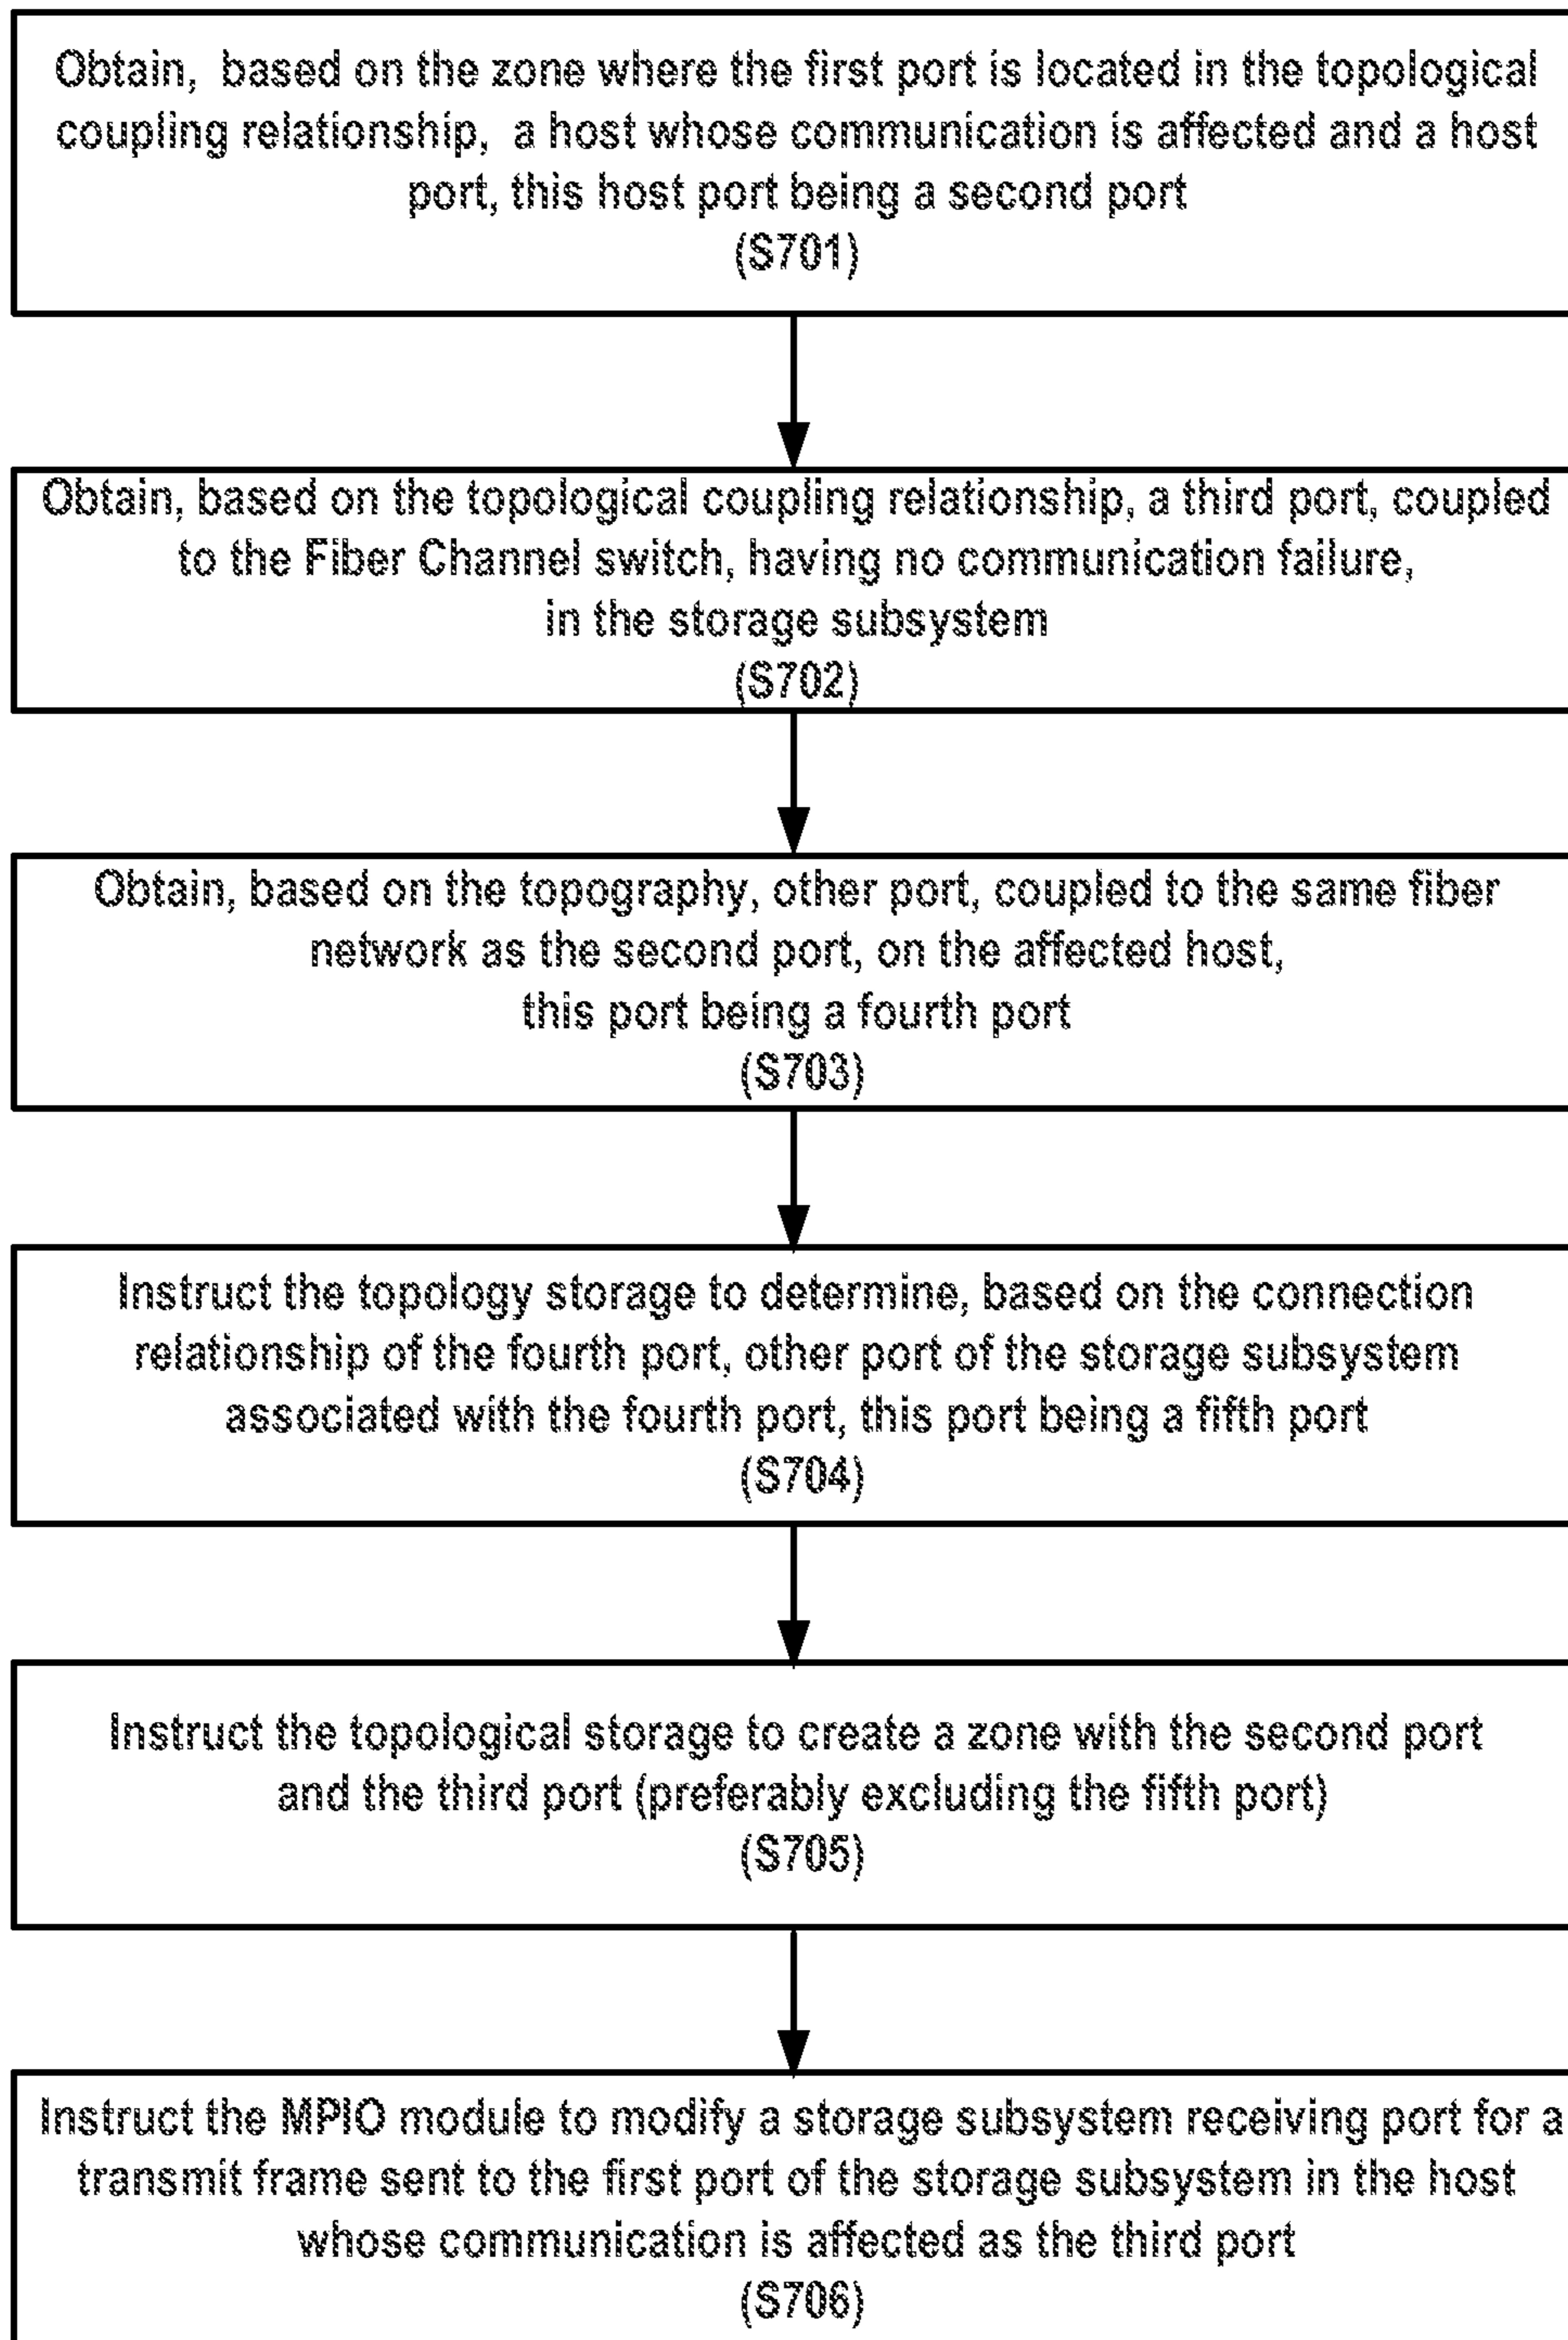 Obtain, based on the zone where the first port is located in the topological
coupling relationship, a host whose communication is affected and a host
port, this host port being a second port
(S701)
Obtain, based on the topological coupling relationship, a third port, coupled
to the Fiber Channel switch, having no communication failure,
in the storage subsystem
(S702)
Obtain, based on the topography, other port, coupled to the same fiber
network as the second port, on the affected host,
this port being a fourth port
(S703)
Instruct the topology storage to determine, based on the connection
relationship of the fourth port, other port of the storage subsystem
associated with the fourth port, this port being a fifth port
(S704)
Instruct the topological storage to create a zone with the second port
and the third port (preferably excluding the fifth port)
(S705)
Instruct the MPIO module to modify a storage subsystem receiving port for a
transmit frame sent to the first port of the storage subsystem in the host
whose communication is affected as the third port
(S706)